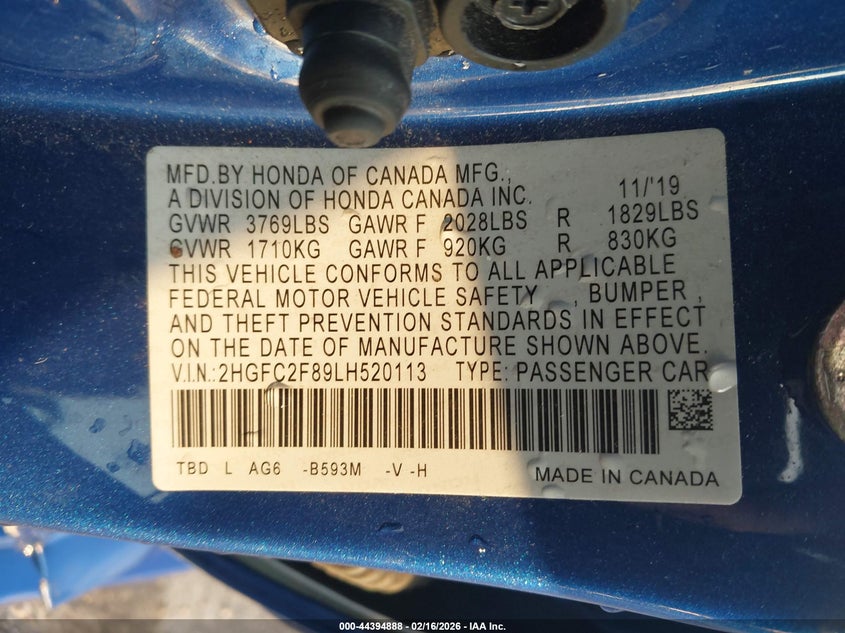 MFD.BY HONDA OF CANADA MFG.,
A DIVISION OF HONDA CANADA INC. 11/'19
GVWR 3769LBS GAWR F 2028LBS R 1829LBS
GVWR 1710KG GAWR F 920KG R 830KG
THIS VEHICLE CONFORMS TO ALL APPLICABLE
FEDERAL MOTOR VEHICLE SAFETY , BUMPER ,
AND THEFT PREVENTION STANDARDS IN EFFECT
ON THE DATE OF MANUFACTURE SHOWN ABOVE.
V.I.N.:2HGFC2F89LH520113 TYPE: PASSENGER CAR
TBD L AG6 -B593M -V -H MADE IN CANADA
000-44394888 - 02/16/2026 - IAA Inc.